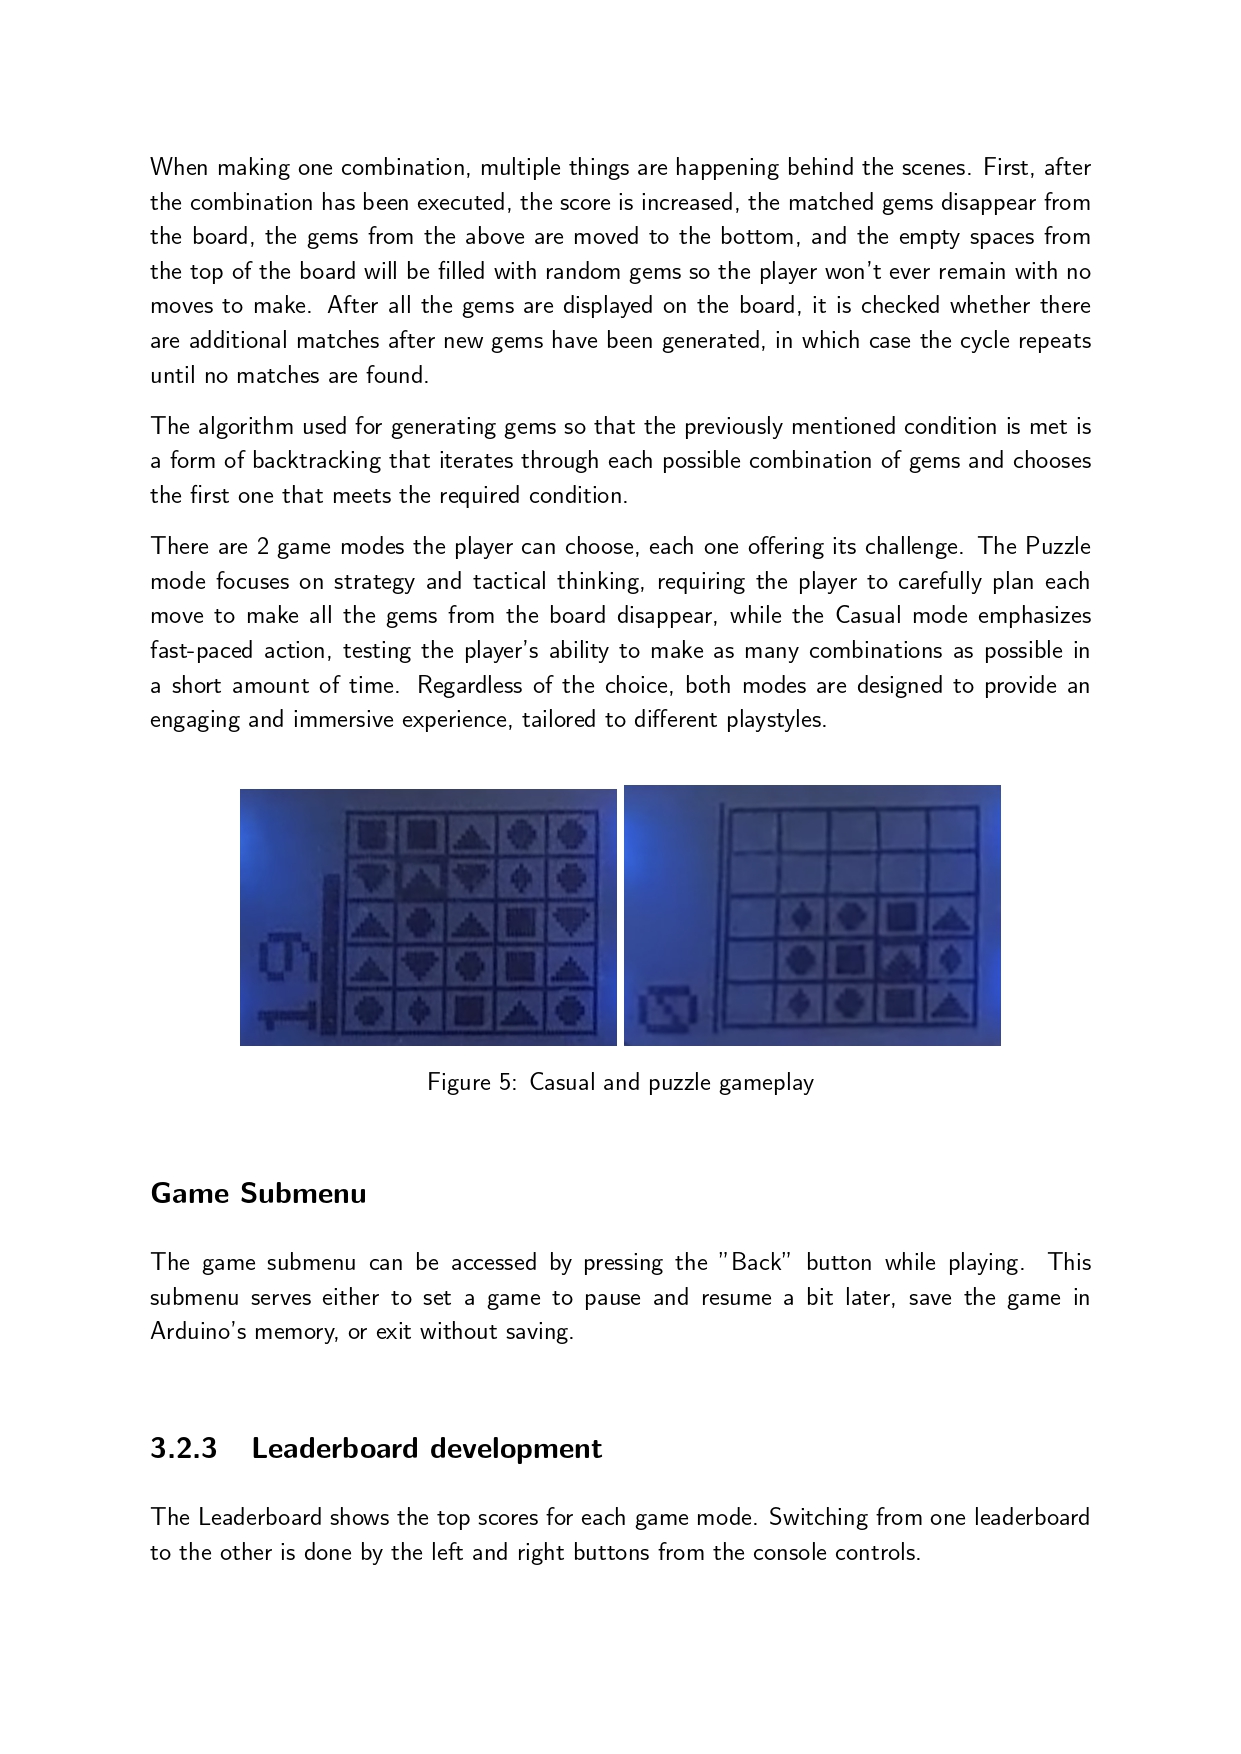 When making one combination, multiple things are happening behind the scenes. First, after
the combination has been executed, the score is increased, the matched gems disappear from
the board, the gems from the above are moved to the bottom, and the empty spaces from
the top of the board will be filled with random gems so the player won't ever remain with no
moves to make. After all the gems are displayed on the board, it is checked whether there
are additional matches after new gems have been generated, in which case the cycle repeats
until no matches are found.
The algorithm used for generating gems so that the previously mentioned condition is met is
a form of backtracking that iterates through each possible combination of gems and chooses
the first one that meets the required condition.
There are 2 game modes the player can choose, each one offering its challenge. The Puzzle
mode focuses on strategy and tactical thinking, requiring the player to carefully plan each
move to make all the gems from the board disappear, while the Casual mode emphasizes
fast-paced action, testing the player's ability to make as many combinations as possible in
a short amount of time. Regardless of the choice, both modes are designed to provide an
engaging and immersive experience, tailored to different playstyles.
19
0
Figure 5: Casual and puzzle gameplay
Game Submenu
The game submenu can be accessed by pressing the ”Back” button while playing. This
submenu serves either to set a game to pause and resume a bit later, save the game in
Arduino's memory, or exit without saving.
3.2.3 Leaderboard development
The Leaderboard shows the top scores for each game mode. Switching from one leaderboard
to the other is done by the left and right buttons from the console controls.